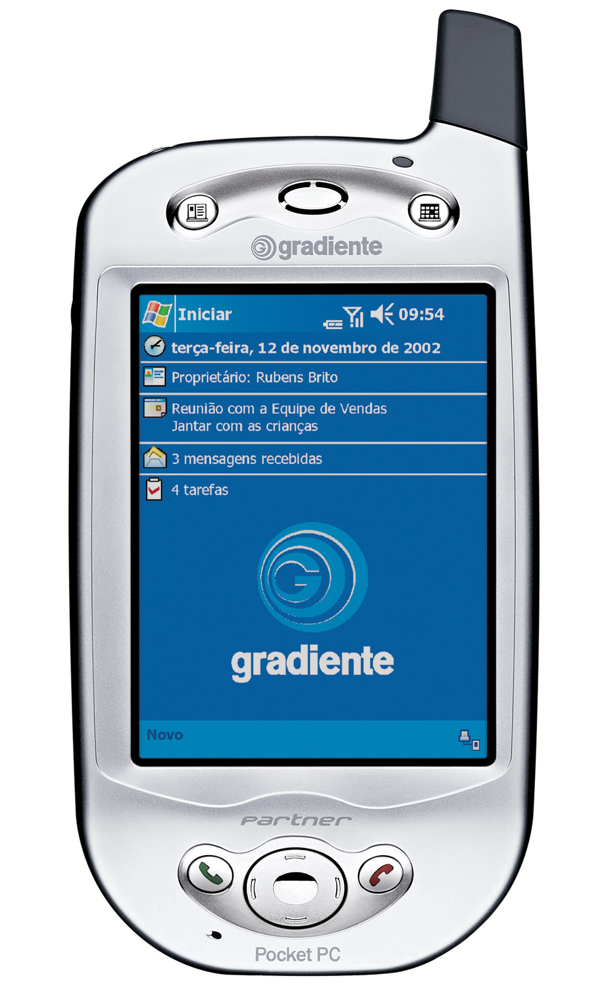 gradiente
Iniciar 09:54
terça-feira, 12 de novembro de 2002
Proprietário: Rubens Brito
Reunião com a Equipe de Vendas
Jantar com as crianças
3 mensagens recebidas
4 tarefas
G
gradiente
Novo
partner
Pocket PC